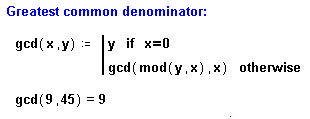 Greatest common denominator:
gcd(x,y) := y if x=0
gcd(mod(y,x),x) otherwise
gcd(9,45) = 9